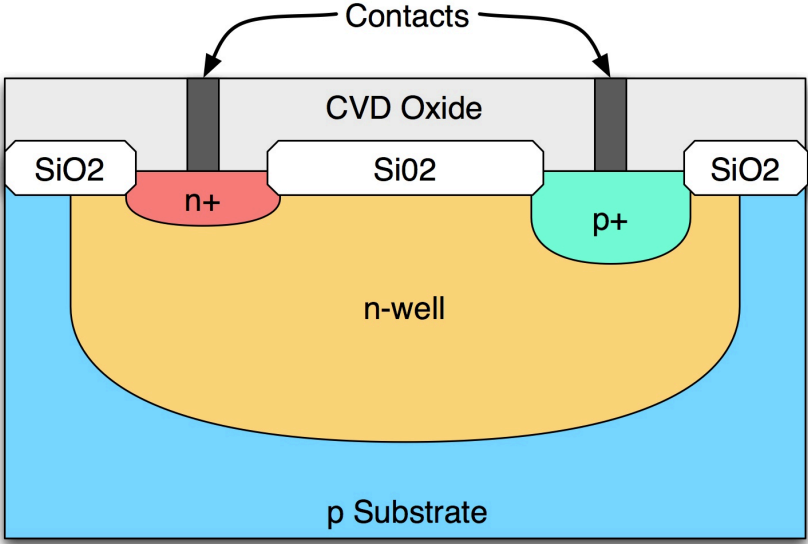 Contacts
CVD Oxide
SiO2
Si02
SiO2
n+
p+
n-well
p Substrate